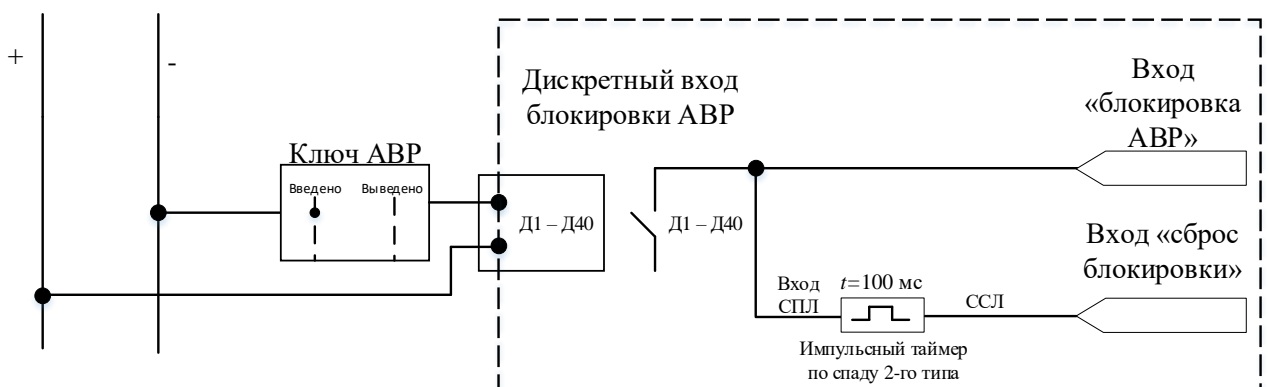 +
-
Дискретный вход
блокировки АВР
Вход
«блокировка
АВР»
Ключ АВР
Введено Выведено
Д1 – Д40
Д1 – Д40
Вход «сброс
блокировки»
Вход
СПЛ
t=100 мс
ССЛ
Импульсный таймер
по спаду 2-го типа